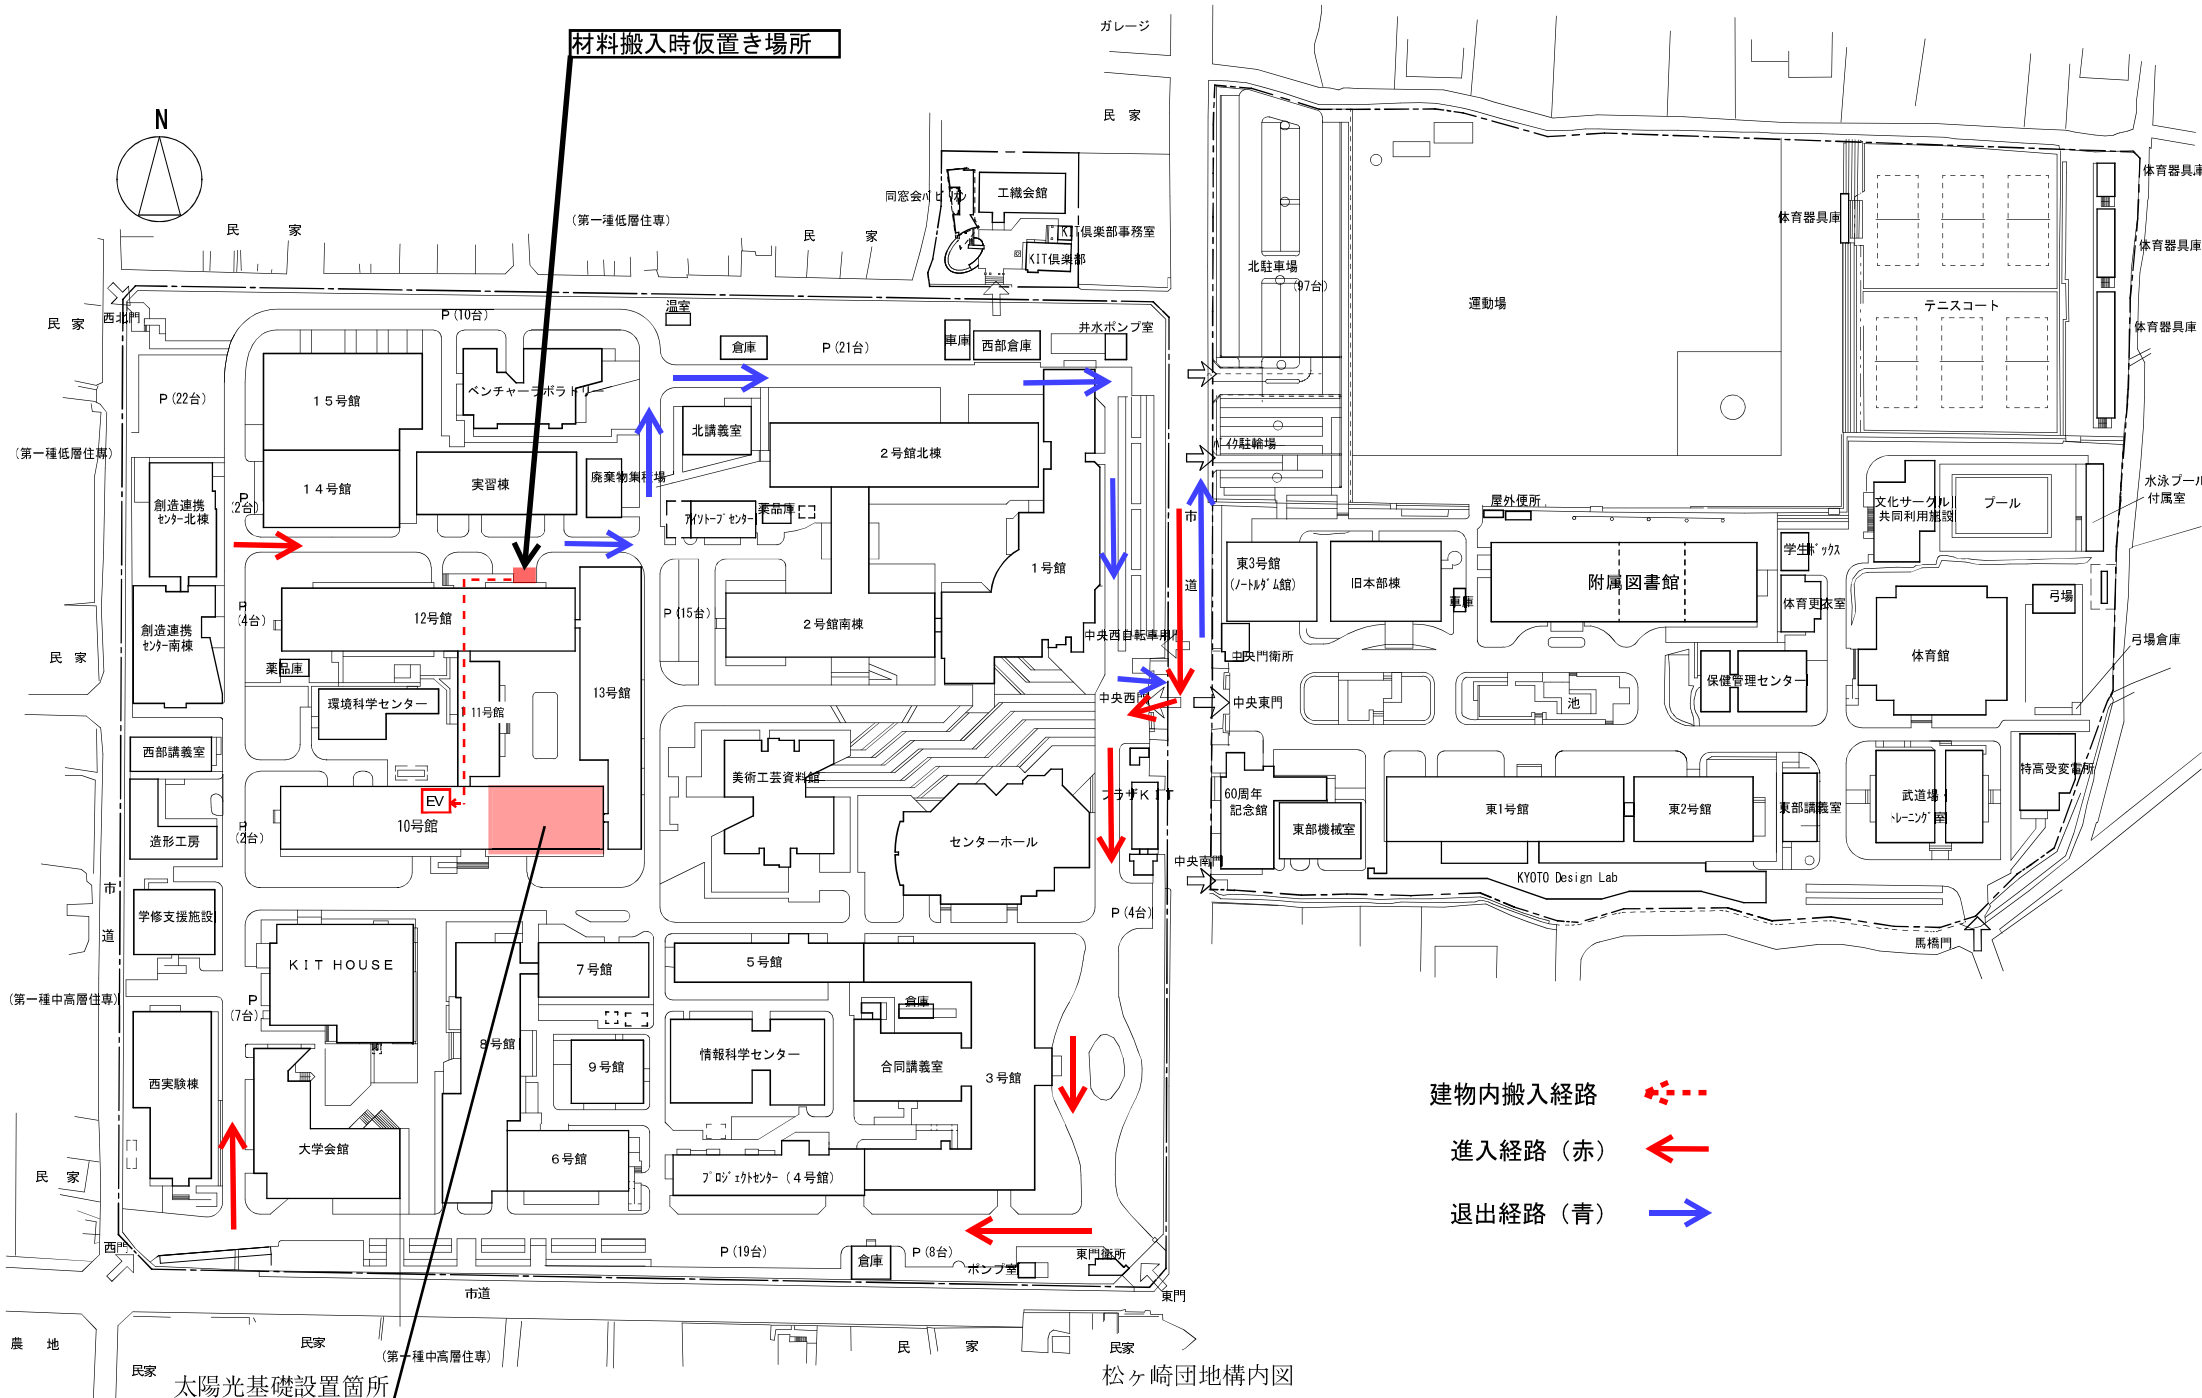 ガレージ
材料搬入時仮置き場所
民　家
N
体育器具庫
同窓会パビリオン
工繊会館
体育器具庫
(第一種低層住専)
民　家
民　家
KIT倶楽部事務室
体育器具庫
KIT倶楽部
北駐車場
(97台)
運動場
テニスコート
西北門
民 家
P(10台)
温室
井水ポンプ室
体育器具庫
倉庫
P(21台)
車庫
西部倉庫
ベンチャーラボラトリー
P(22台)
15号館
北講義室
バイク駐輪場
(第一種低層住専)
2号館北棟
廃棄物集積場
実習棟
14号館
水泳プール
付属室
P
(2台)
創造連携
センター北棟
薬品庫
アイソトープセンター
屋外便所
文化サークル
共同利用施設
プール
市
学生ボックス
1号館
東3号館
(ノートルダム館)
旧本部棟
附属図書館
道
車庫
体育更衣室
弓場
P
(4台)
12号館
P(15台)
2号館南棟
創造連携
センター南棟
中央西自転車用門
弓場倉庫
民 家
薬品庫
中央門衛所
体育館
保健管理センター
13号館
環境科学センター
11号館
中央西門
中央東門
池
西部講義室
美術工芸資料館
特高受変電所
プラザKIT
60周年
記念館
東1号館
東2号館
東部講義室
武道場・
トレーニング室
EV
10号館
P
(2台)
造形工房
東部機械室
センターホール
中央南門
KYOTO Design Lab
市
道
学修支援施設
P(4台)
馬橋門
KIT HOUSE
7号館
5号館
(第一種中高層住専)
P
(7台)
倉庫
8号館
9号館
情報科学センター
合同講義室
3号館
西実験棟
建物内搬入経路
大学会館
6号館
プロジェクトセンター(4号館)
進入経路（赤）
民 家
退出経路（青）
西門
P(19台)
倉庫
P(8台)
ポンプ室
東門衛所
市道
東門
農　地
民家
民家
(第一種中高層住専)
民　家
民家
太陽光基礎設置箇所
松ヶ崎団地構内図